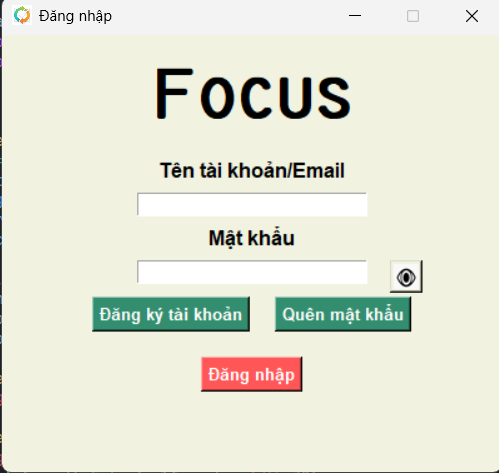 Đăng nhập
Focus
Tên tài khoản/Email
Mật khẩu
Đăng ký tài khoản
Quên mật khẩu
Đăng nhập